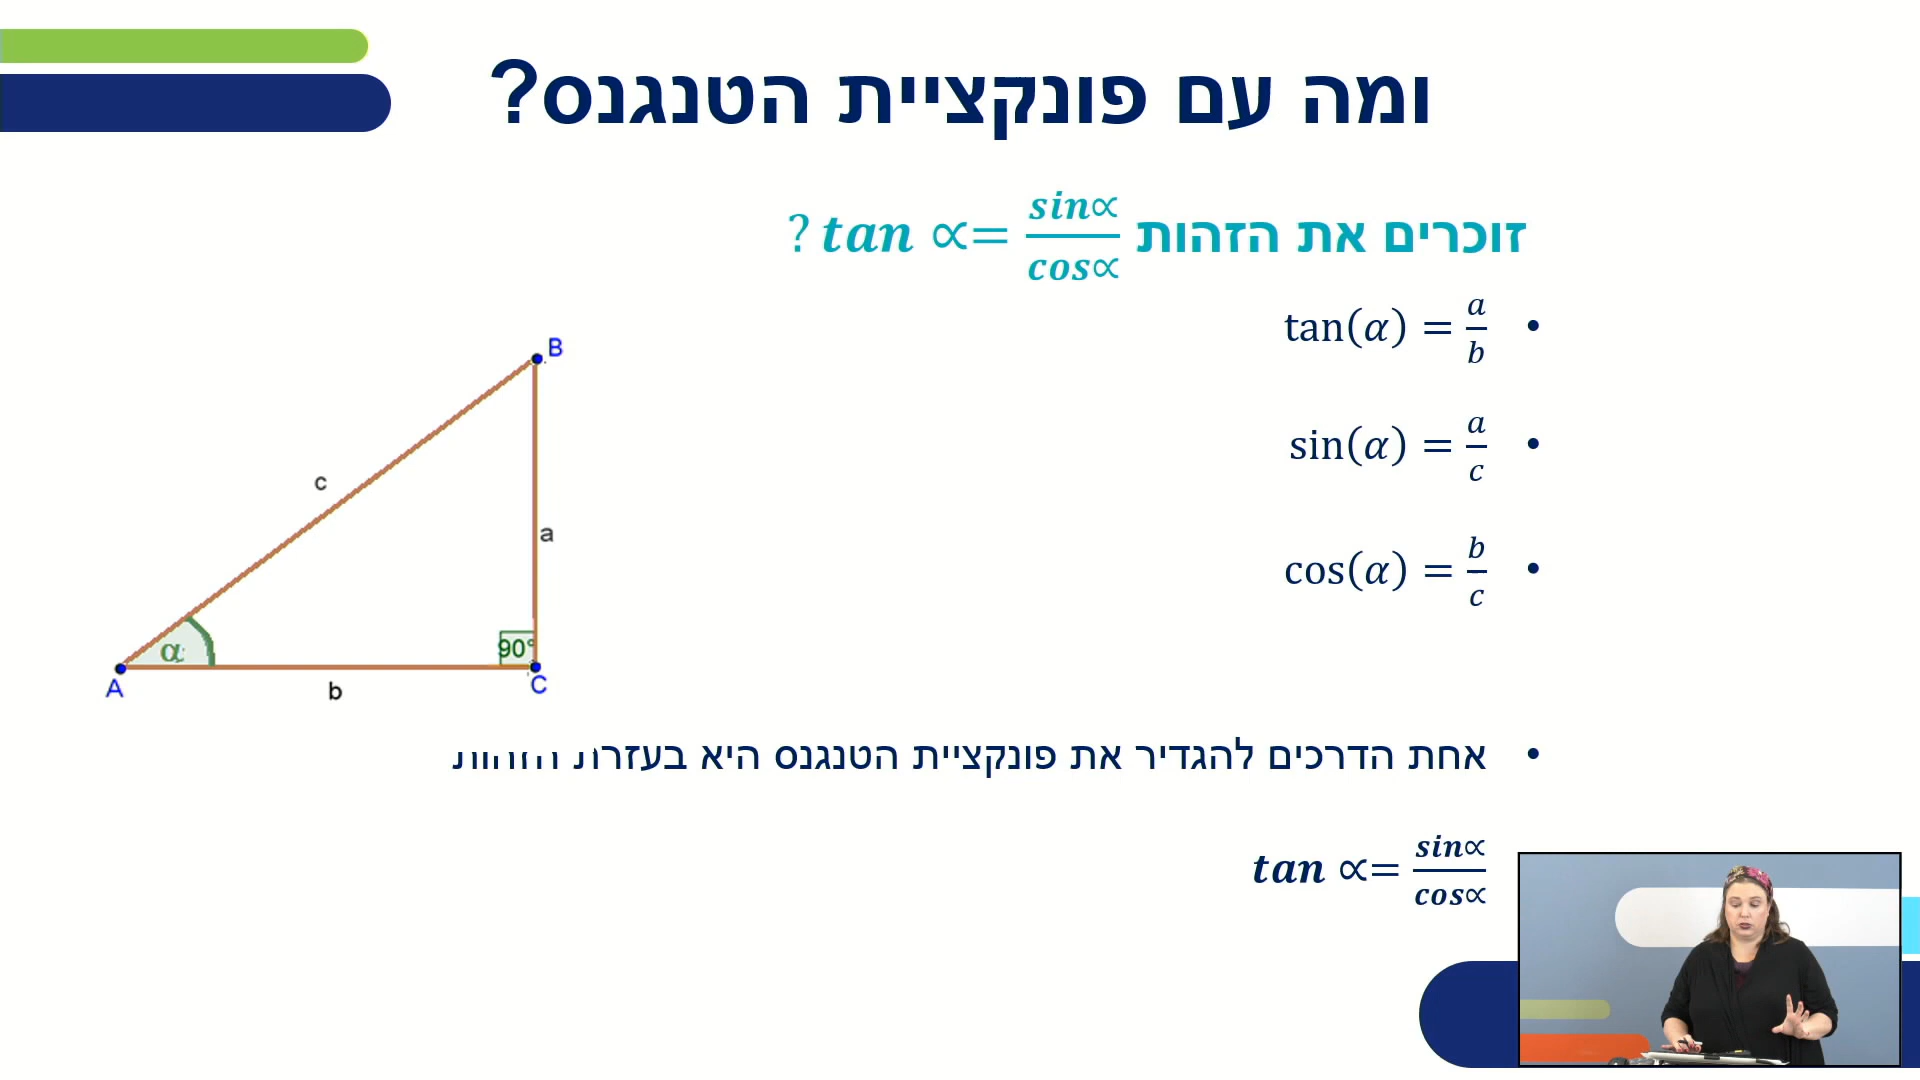 ומה עם פונקציית הטנגנס?
זוכרים את הזהות tan ∝= sin∝/cos∝ ?
• tan(α) = a/b
• sin(α) = a/c
• cos(α) = b/c
B
c
a
α
90°
A
b
C
• אחת הדרכים להגדיר את פונקציית הטנגנס היא בעזרת
tan ∝= sin∝/cos∝